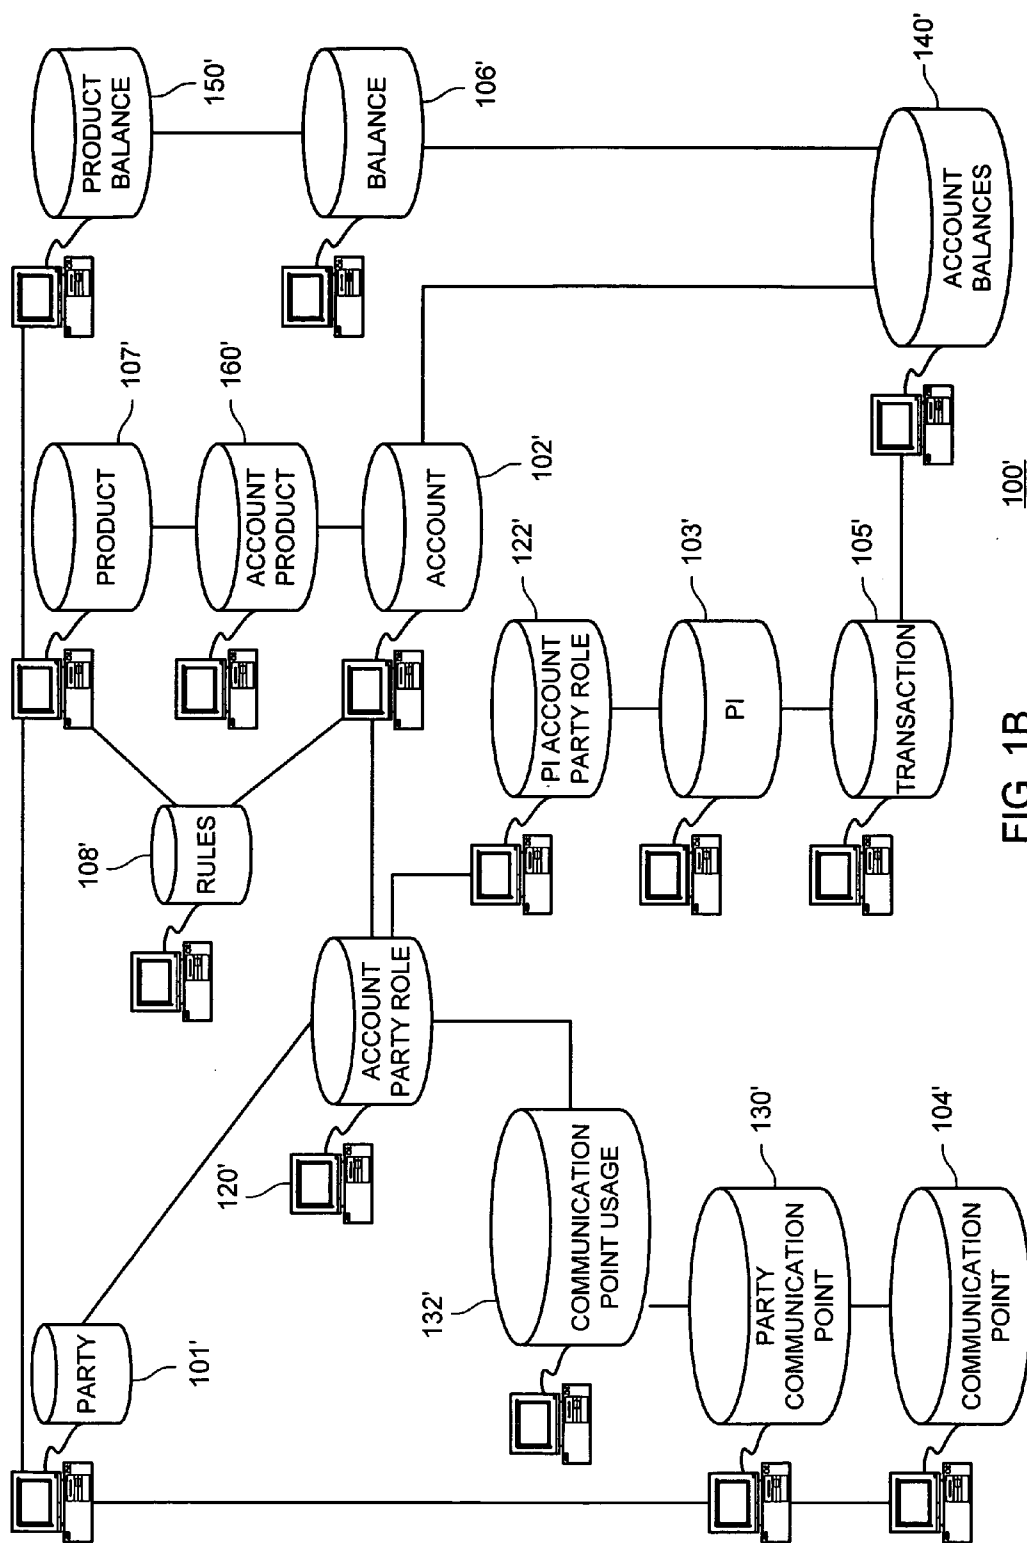 PARTY
101'
PRODUCT
107'
PRODUCT
BALANCE
150'
RULES
108'
ACCOUNT
PRODUCT
160'
BALANCE
106'
120'
ACCOUNT
PARTY ROLE
ACCOUNT
102'
132'
COMMUNICATION
POINT USAGE
PI ACCOUNT
PARTY ROLE
122'
PARTY
COMMUNICATION
POINT
130'
PI
103'
COMMUNICATION
POINT
104'
TRANSACTION
105'
ACCOUNT
BALANCES
140'
100'
FIG. 1B